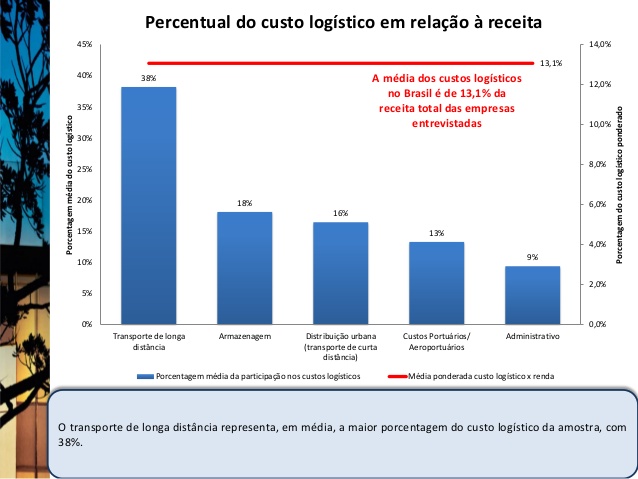 Percentual do custo logístico em relação à receita
45%
40%
35%
30%
25%
20%
15%
10%
5%
0%
Porcentagem média do custo logístico
14,0%
12,0%
10,0%
8,0%
6,0%
4,0%
2,0%
0,0%
Porcentagem do custo logístico ponderado
13,1%
A média dos custos logísticos
no Brasil é de 13,1% da
receita total das empresas
entrevistadas
38%
18%
16%
13%
9%
Transporte de longa
distância
Armazenagem
Distribuição urbana
(transporte de curta
distância)
Custos Portuários/
Aeroportuários
Administrativo
Porcentagem média da participação nos custos logísticos
Média ponderada custo logístico x renda
O transporte de longa distância representa, em média, a maior porcentagem do custo logístico da amostra, com
38%.